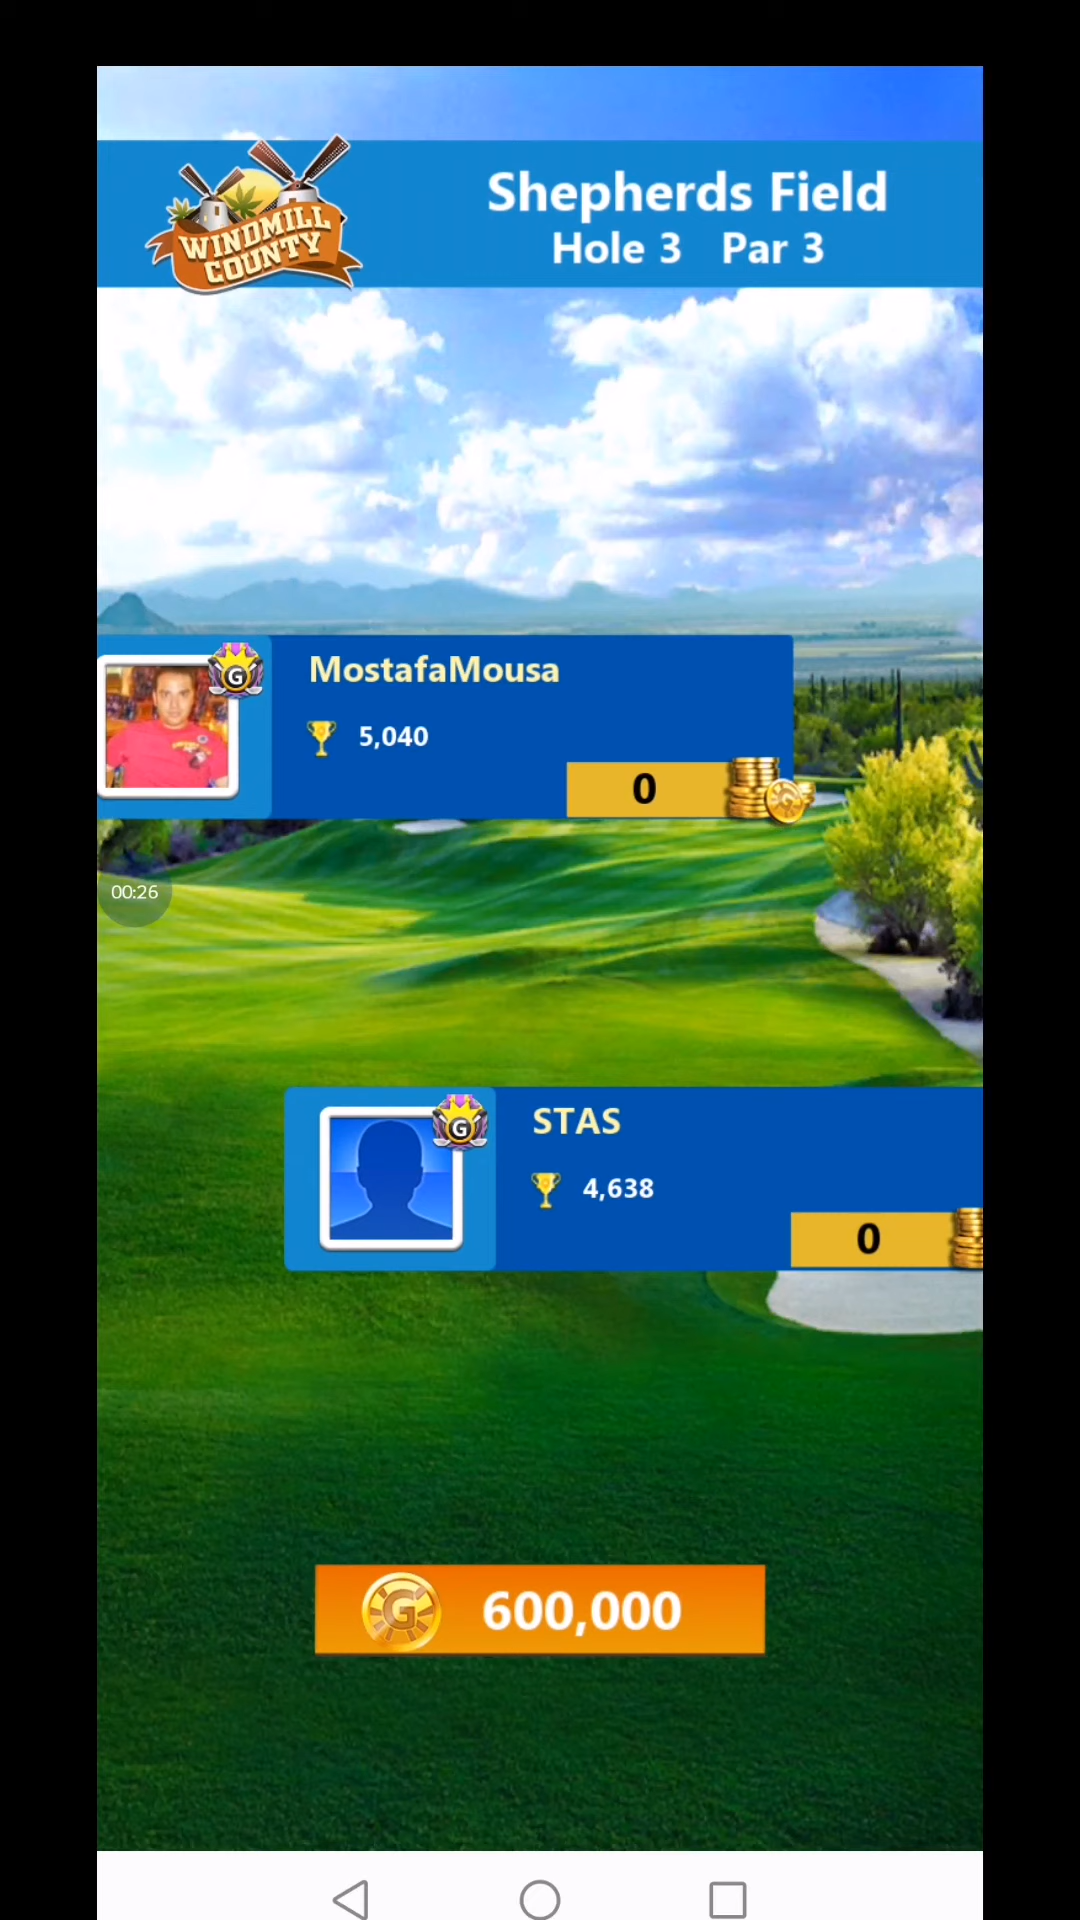 WINDMILL
COUNTY
Shepherds Field
Hole 3 Par 3
G
MostafaMousa
5,040
0
G
00:26
G
STAS
4,638
0
G
600,000